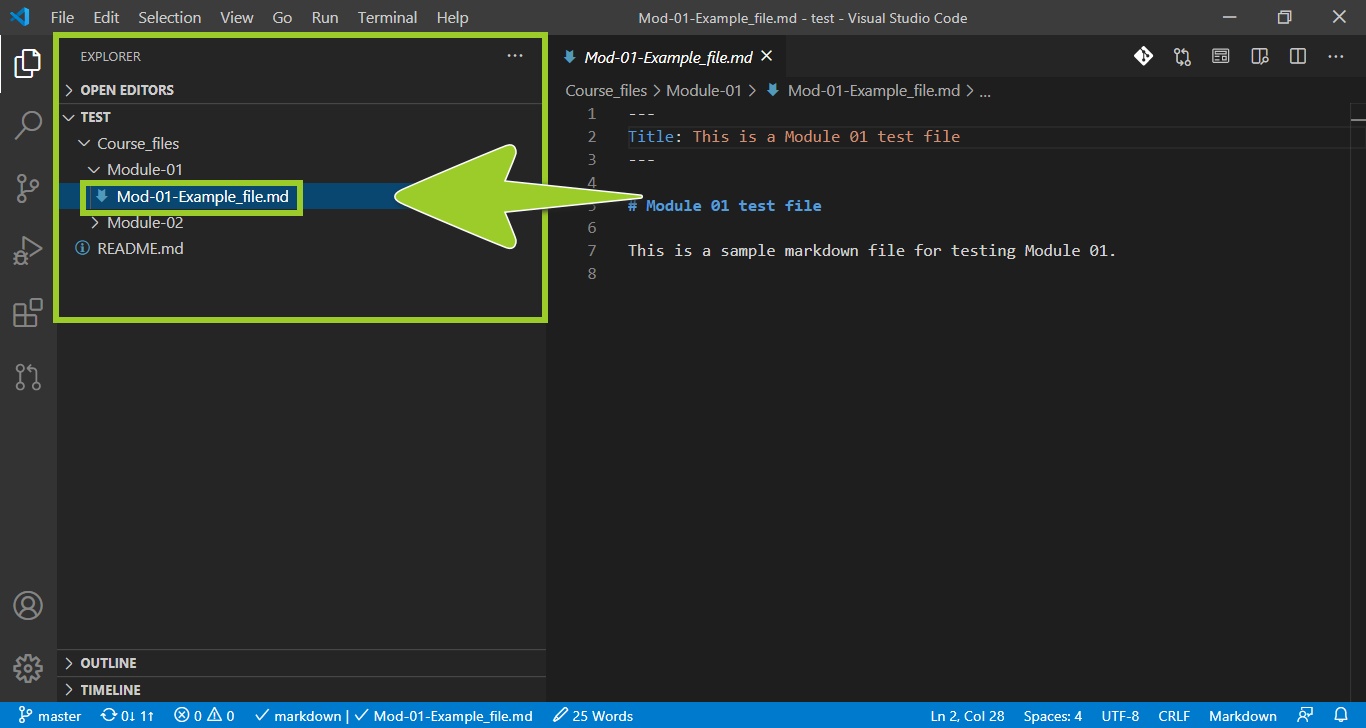 File Edit Selection View Go Run Terminal Help Mod-01-Example_file.md - test - Visual Studio Code
EXPLORER
OPEN EDITORS
TEST
Course_files
Module-01
Mod-01-Example_file.md
Module-02
README.md
OUTLINE
TIMELINE
Mod-01-Example_file.md
Course_files > Module-01 > Mod-01-Example_file.md > ...
1 ---
2 Title: This is a Module 01 test file
3 ---
4
5 # Module 01 test file
6
7 This is a sample markdown file for testing Module 01.
8
master 0↓ 1↑ 0 0 markdown | Mod-01-Example_file.md 25 Words Ln 2, Col 28 Spaces: 4 UTF-8 CRLF Markdown